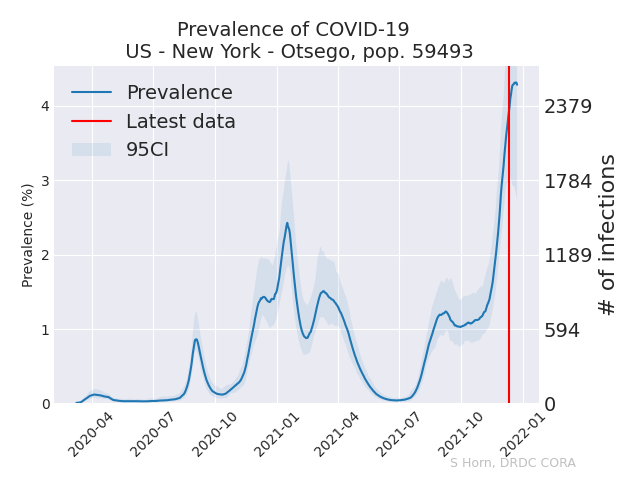 Prevalence of COVID-19
US - New York - Otsego, pop. 59493
Prevalence
Latest data
95CI
Prevalence (%)
4
3
2
1
0
2379
1784
1189
594
0
# of infections
2020-04
2020-07
2020-10
2021-01
2021-04
2021-07
2021-10
2022-01
S Horn, DRDC CORA